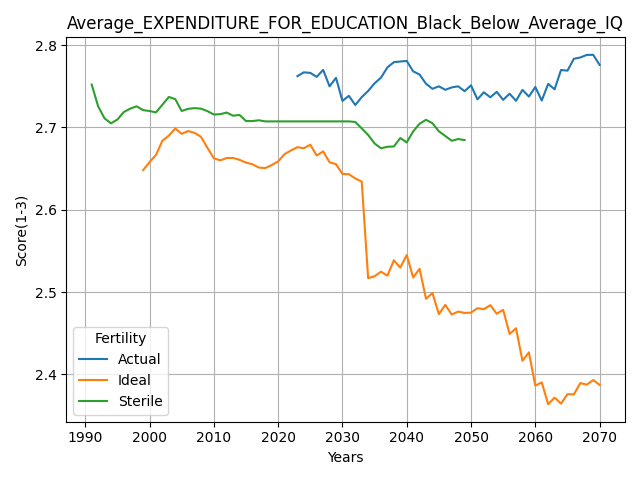 Average_EXPENDITURE_FOR_EDUCATION_Black_Below_Average_IQ
Score(1-3)
2.8
2.7
2.6
2.5
2.4
Fertility
Actual
Ideal
Sterile
1990 2000 2010 2020 2030 2040 2050 2060 2070
Years